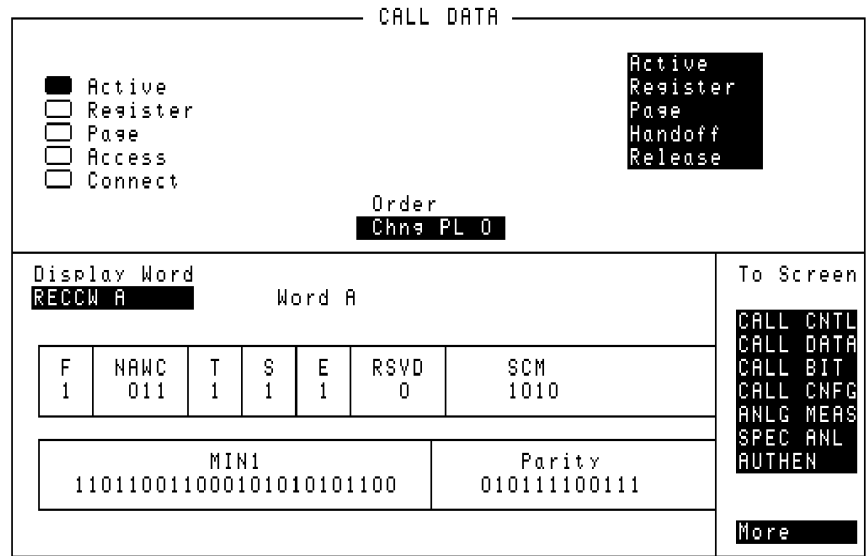 CALL DATA
Active
Register
Page
Access
Connect
Active
Register
Page
Handoff
Release
Order
Chng PL 0
Display Word
RECCW A
Word A
F NAWC T S E RSVD SCM
1 011 1 1 1 0 1010
MIN1 Parity
110110011000101010101100 010111100111
To Screen
CALL CNTL
CALL DATA
CALL BIT
CALL CNFG
ANLG MEAS
SPEC ANL
AUTHEN
More